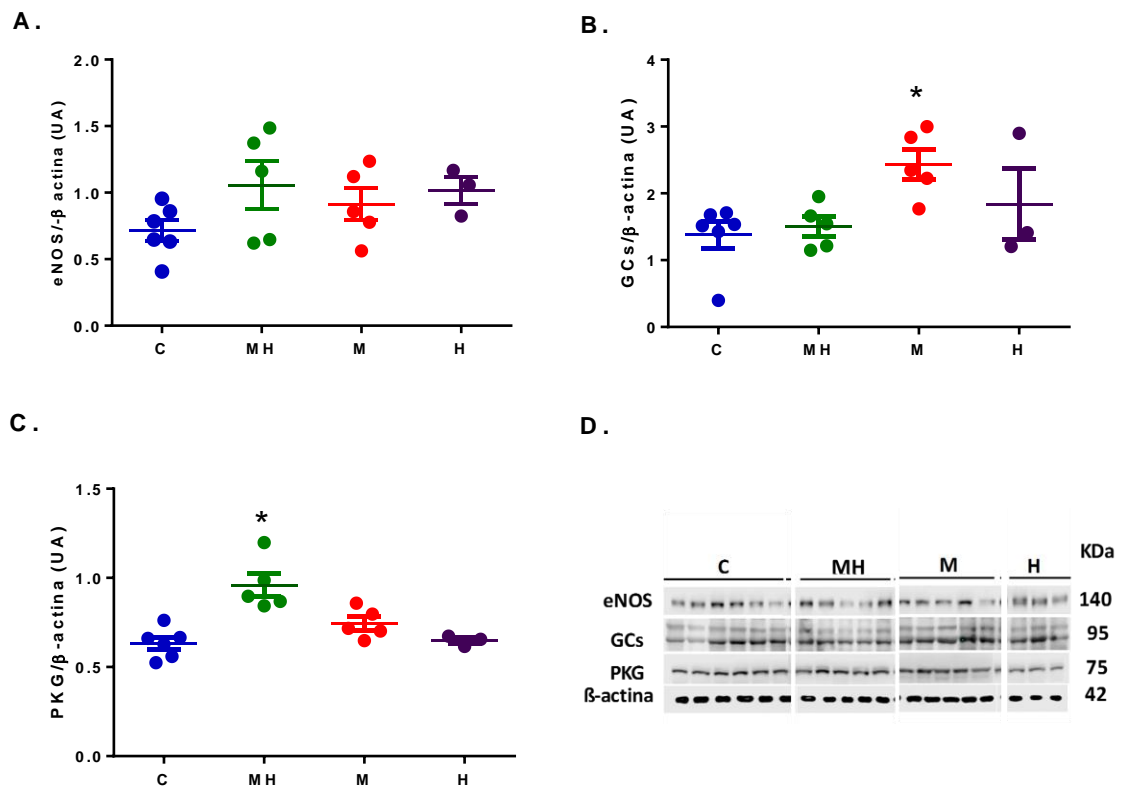 A.
eNOS/-β actina (UA)
2.0
1.5
1.0
0.5
0.0
C MH M H
B.
GCs/β-actina (UA)
4
3
2
1
0
*
C MH M H
C.
PKG/β-actina (UA)
1.5
1.0
0.5
0.0
*
C MH M H
D.
C MH M H KDa
eNOS 140
GCs 95
PKG 75
ß-actina 42